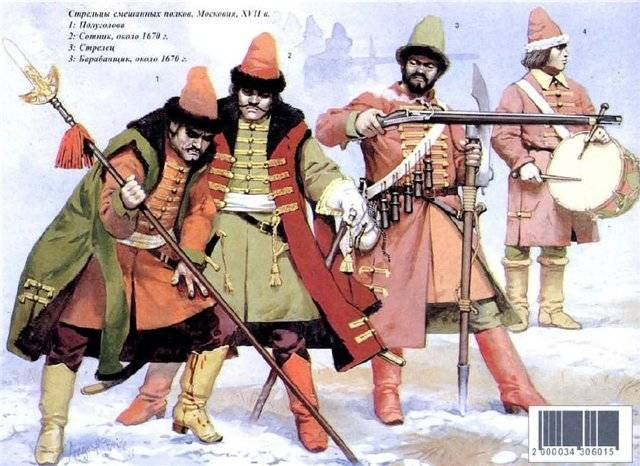 Стрельцы смешанных полков, Московия, XVII в.
1: Полуголова
2: Сотник, около 1670 г.
3: Стрелец
3: Барабанщик, около 1670 г.
1
2
3
4
2 000034 306015